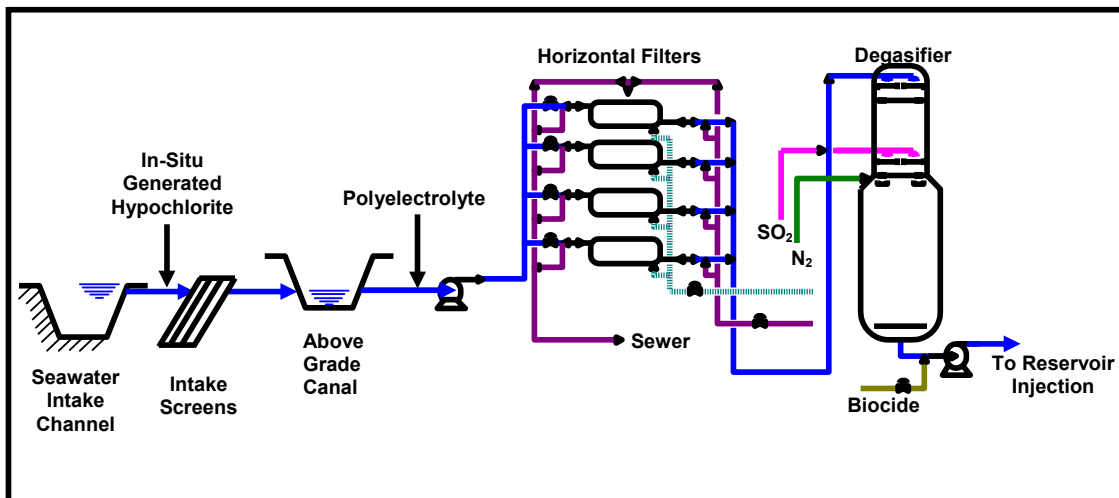 Horizontal Filters
Degasifier
In-Situ
Generated
Hypochlorite
Polyelectrolyte
SO₂
N₂
Seawater
Intake
Channel
Intake
Screens
Above
Grade
Canal
Sewer
Biocide
To Reservoir
Injection